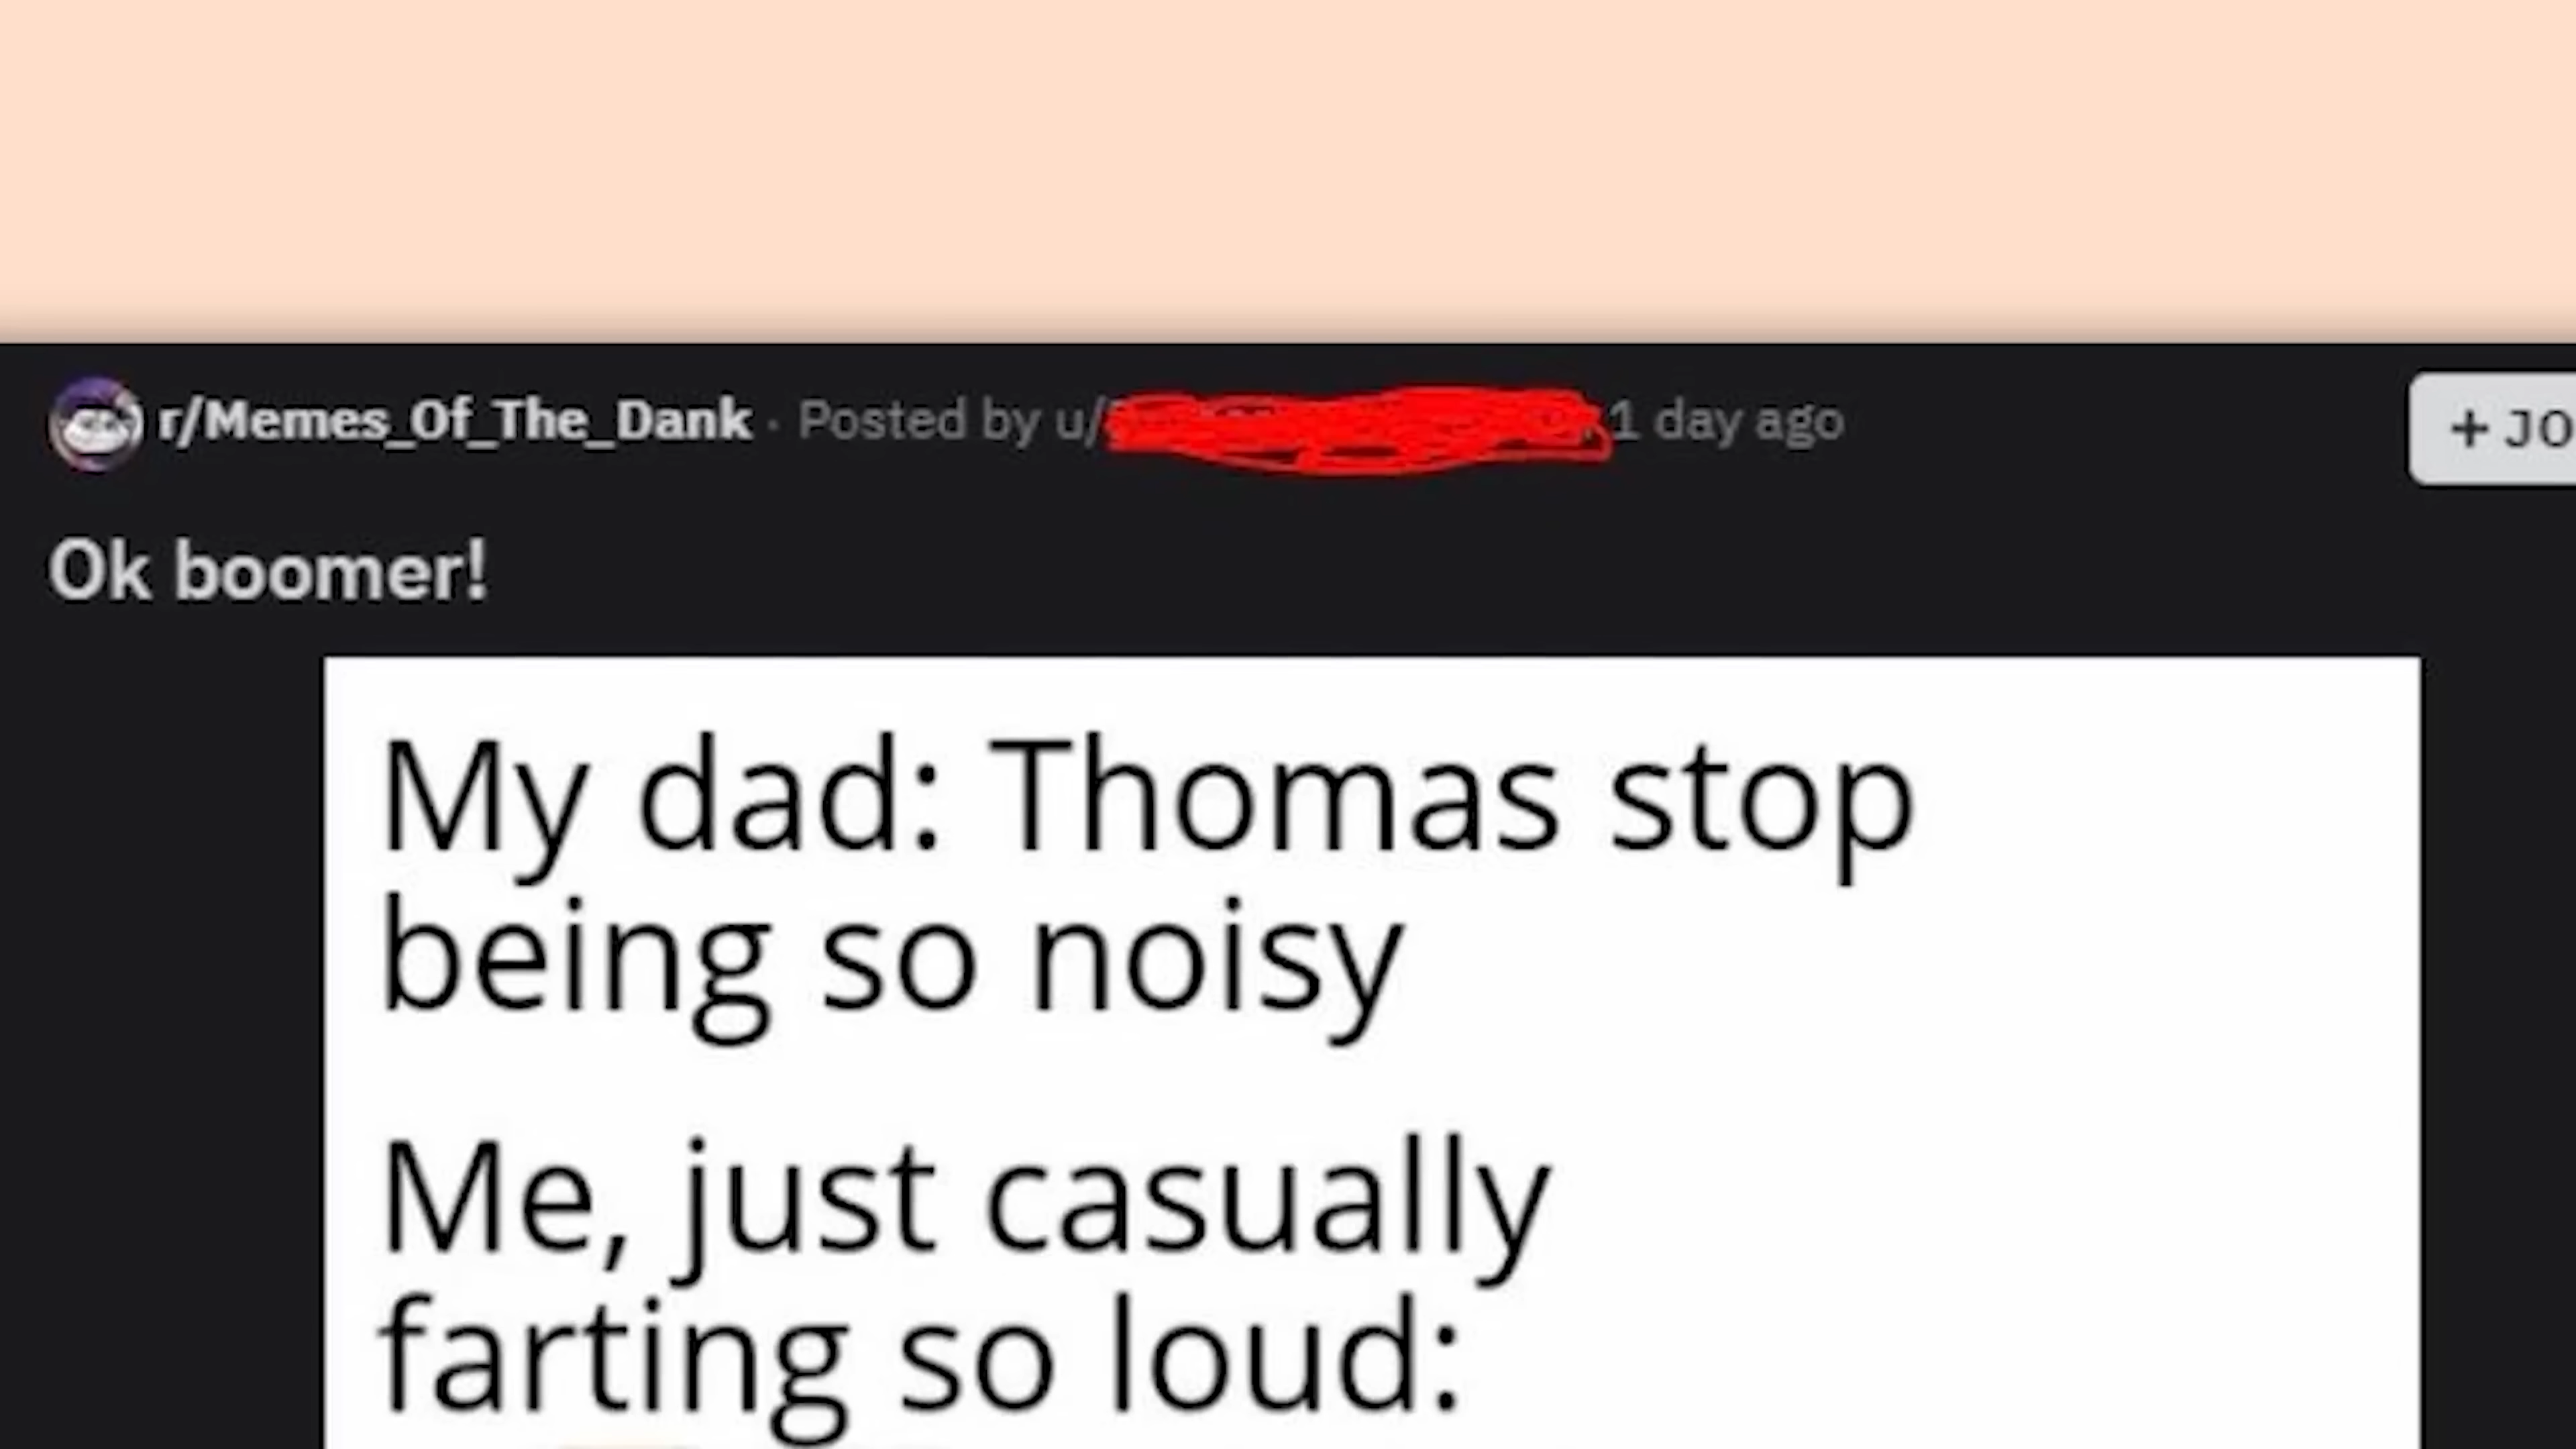 r/Memes_Of_The_Dank · Posted by u/ 1 day ago
+ JO
Ok boomer!
My dad: Thomas stop
being so noisy
Me, just casually
farting so loud: